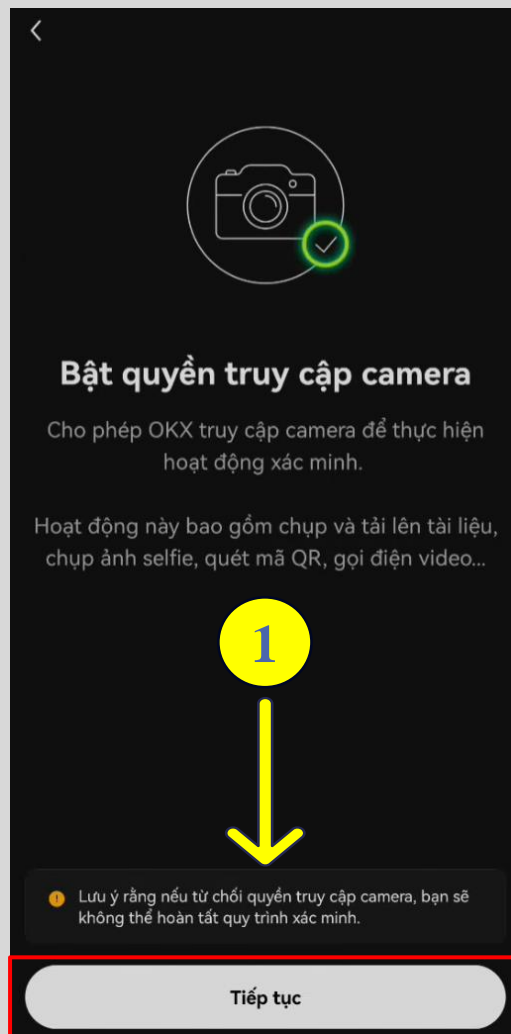 Bật quyền truy cập camera
Cho phép OKX truy cập camera để thực hiện
hoạt động xác minh.
Hoạt động này bao gồm chụp và tải lên tài liệu,
chụp ảnh selfie, quét mã QR, gọi điện video...
1
Lưu ý rằng nếu từ chối quyền truy cập camera, bạn sẽ
không thể hoàn tất quy trình xác minh.
Tiếp tục